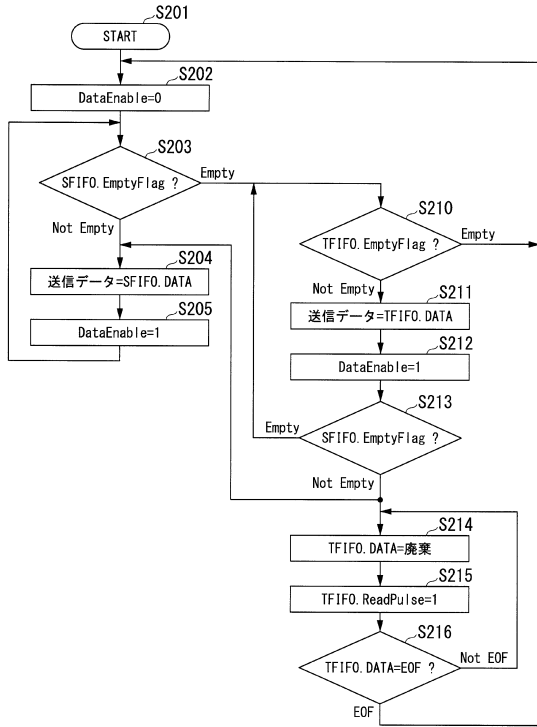 S201
START
S202
DataEnable=0
S203
SFIFO.EmptyFlag ?
Empty
Not Empty
S204
送信データ=SFIFO.DATA
S205
DataEnable=1
S210
TFIFO.EmptyFlag ?
Empty
Not Empty
S211
送信データ=TFIFO.DATA
S212
DataEnable=1
S213
SFIFO.EmptyFlag ?
Empty
Not Empty
S214
TFIFO.DATA=廃棄
S215
TFIFO.ReadPulse=1
S216
TFIFO.DATA=EOF ?
Not EOF
EOF